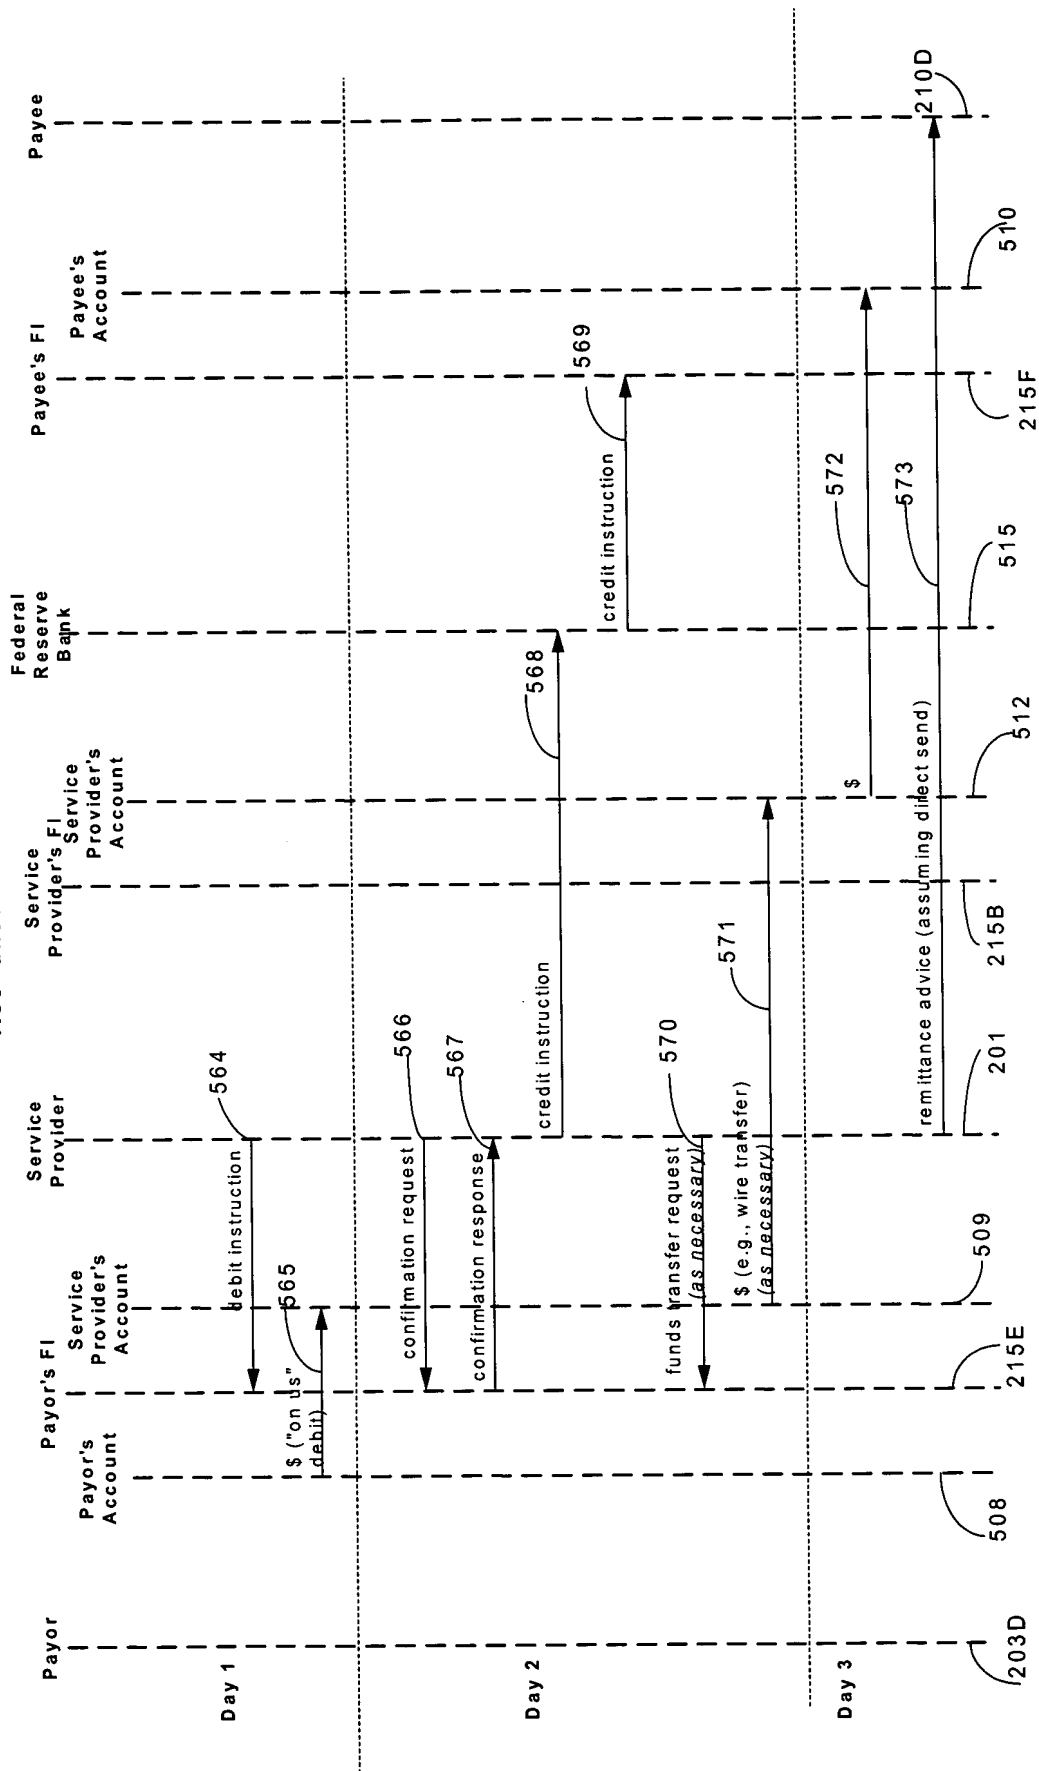 Payor
Payor's
Account
Payor's FI
Service
Provider's
Account
Service
Provider
Service
Provider's FI
Service
Provider's
Account
Federal
Reserve
Bank
Payee's FI
Payee's
Account
Payee
Day 1
debit instruction
564
$ ("on us"
debit)
565
Day 2
confirmation request
566
confirmation response
567
credit instruction
568
credit instruction
569
funds transfer request
(as necessary)
570
$ (e.g., wire transfer)
(as necessary)
571
Day 3
$
572
remittance advice (assuming direct send)
573
203D
508
215E
509
201
215B
512
515
215F
510
210D